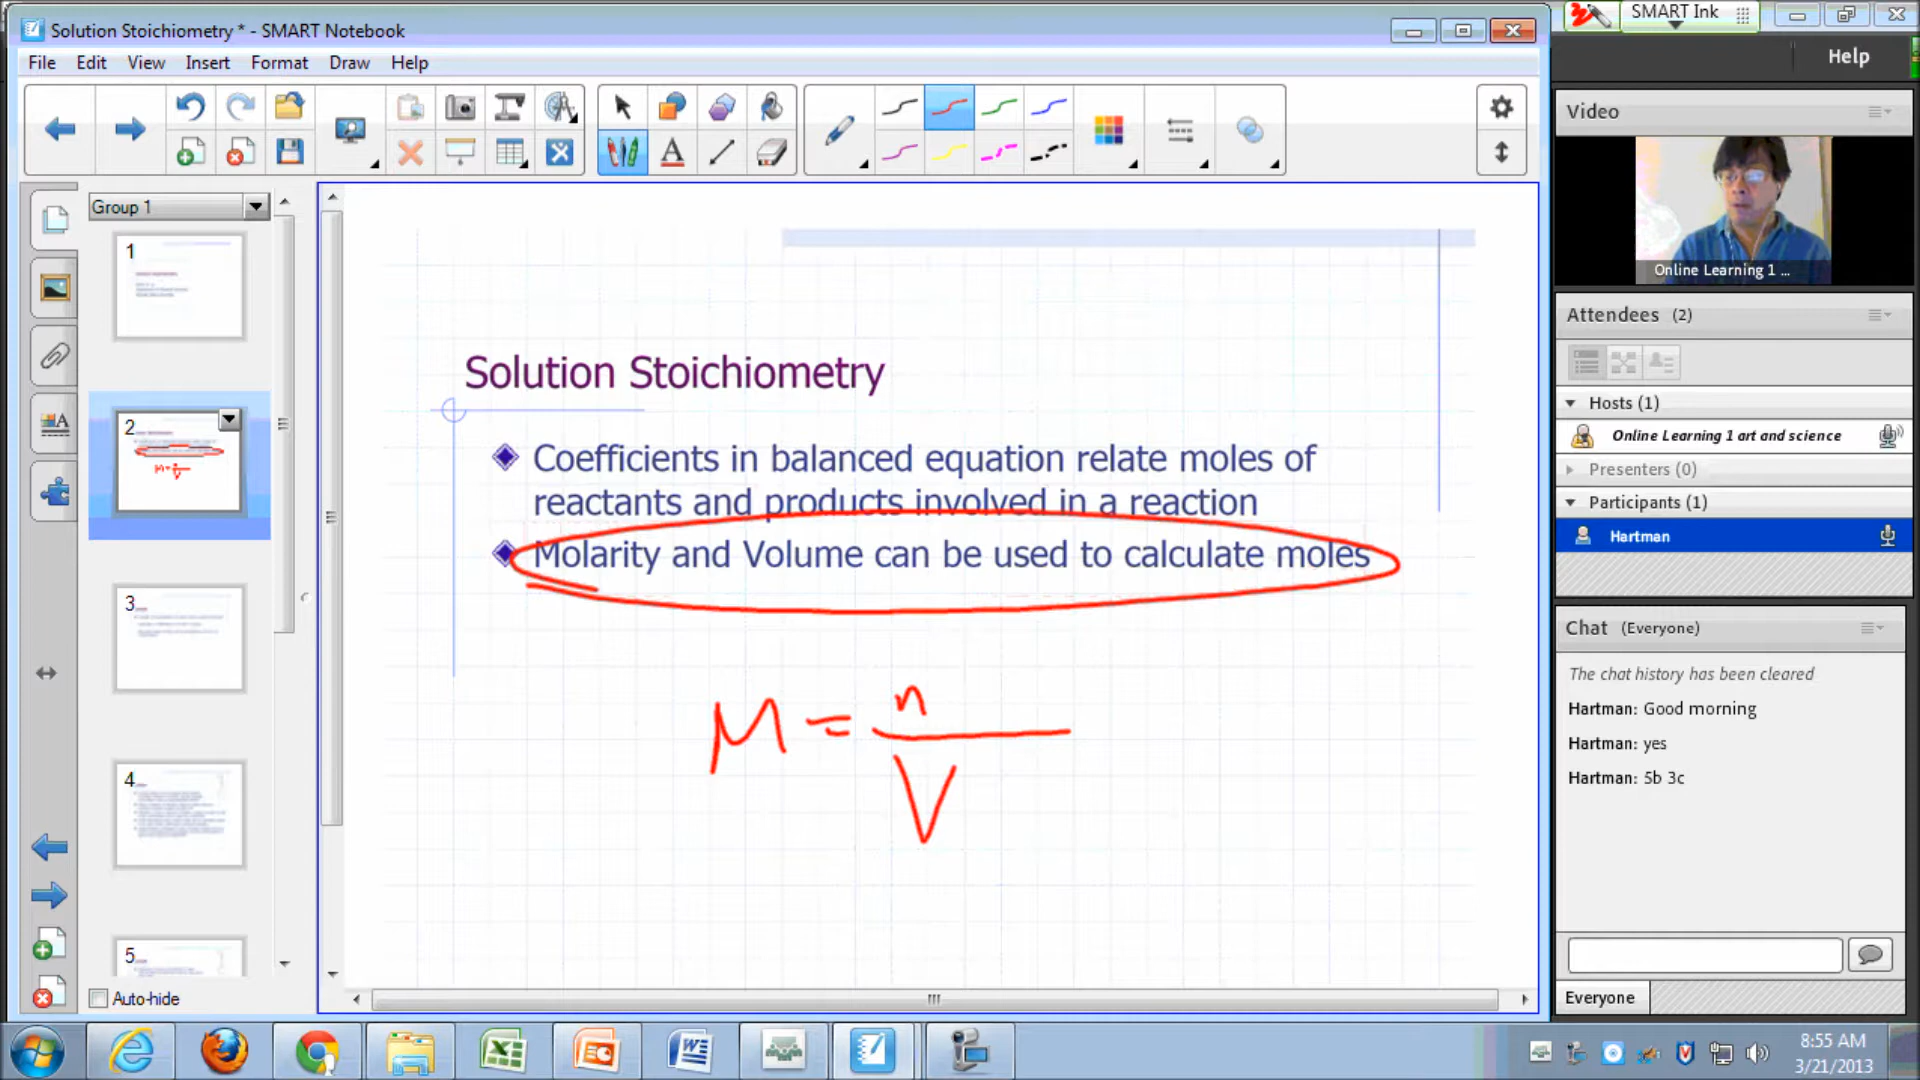 Solution Stoichiometry * - SMART Notebook
SMART Ink
File Edit View Insert Format Draw Help
Help
Video
Online Learning 1 ...
Group 1
1
2
M = n
V
3
4
5
Auto-hide
Solution Stoichiometry
Coefficients in balanced equation relate moles of
reactants and products involved in a reaction
Molarity and Volume can be used to calculate moles
M = n
V
Attendees (2)
Hosts (1)
Online Learning 1 art and science
Presenters (0)
Participants (1)
Hartman
Chat (Everyone)
The chat history has been cleared
Hartman: Good morning
Hartman: yes
Hartman: 5b 3c
Everyone
8:55 AM
3/21/2013